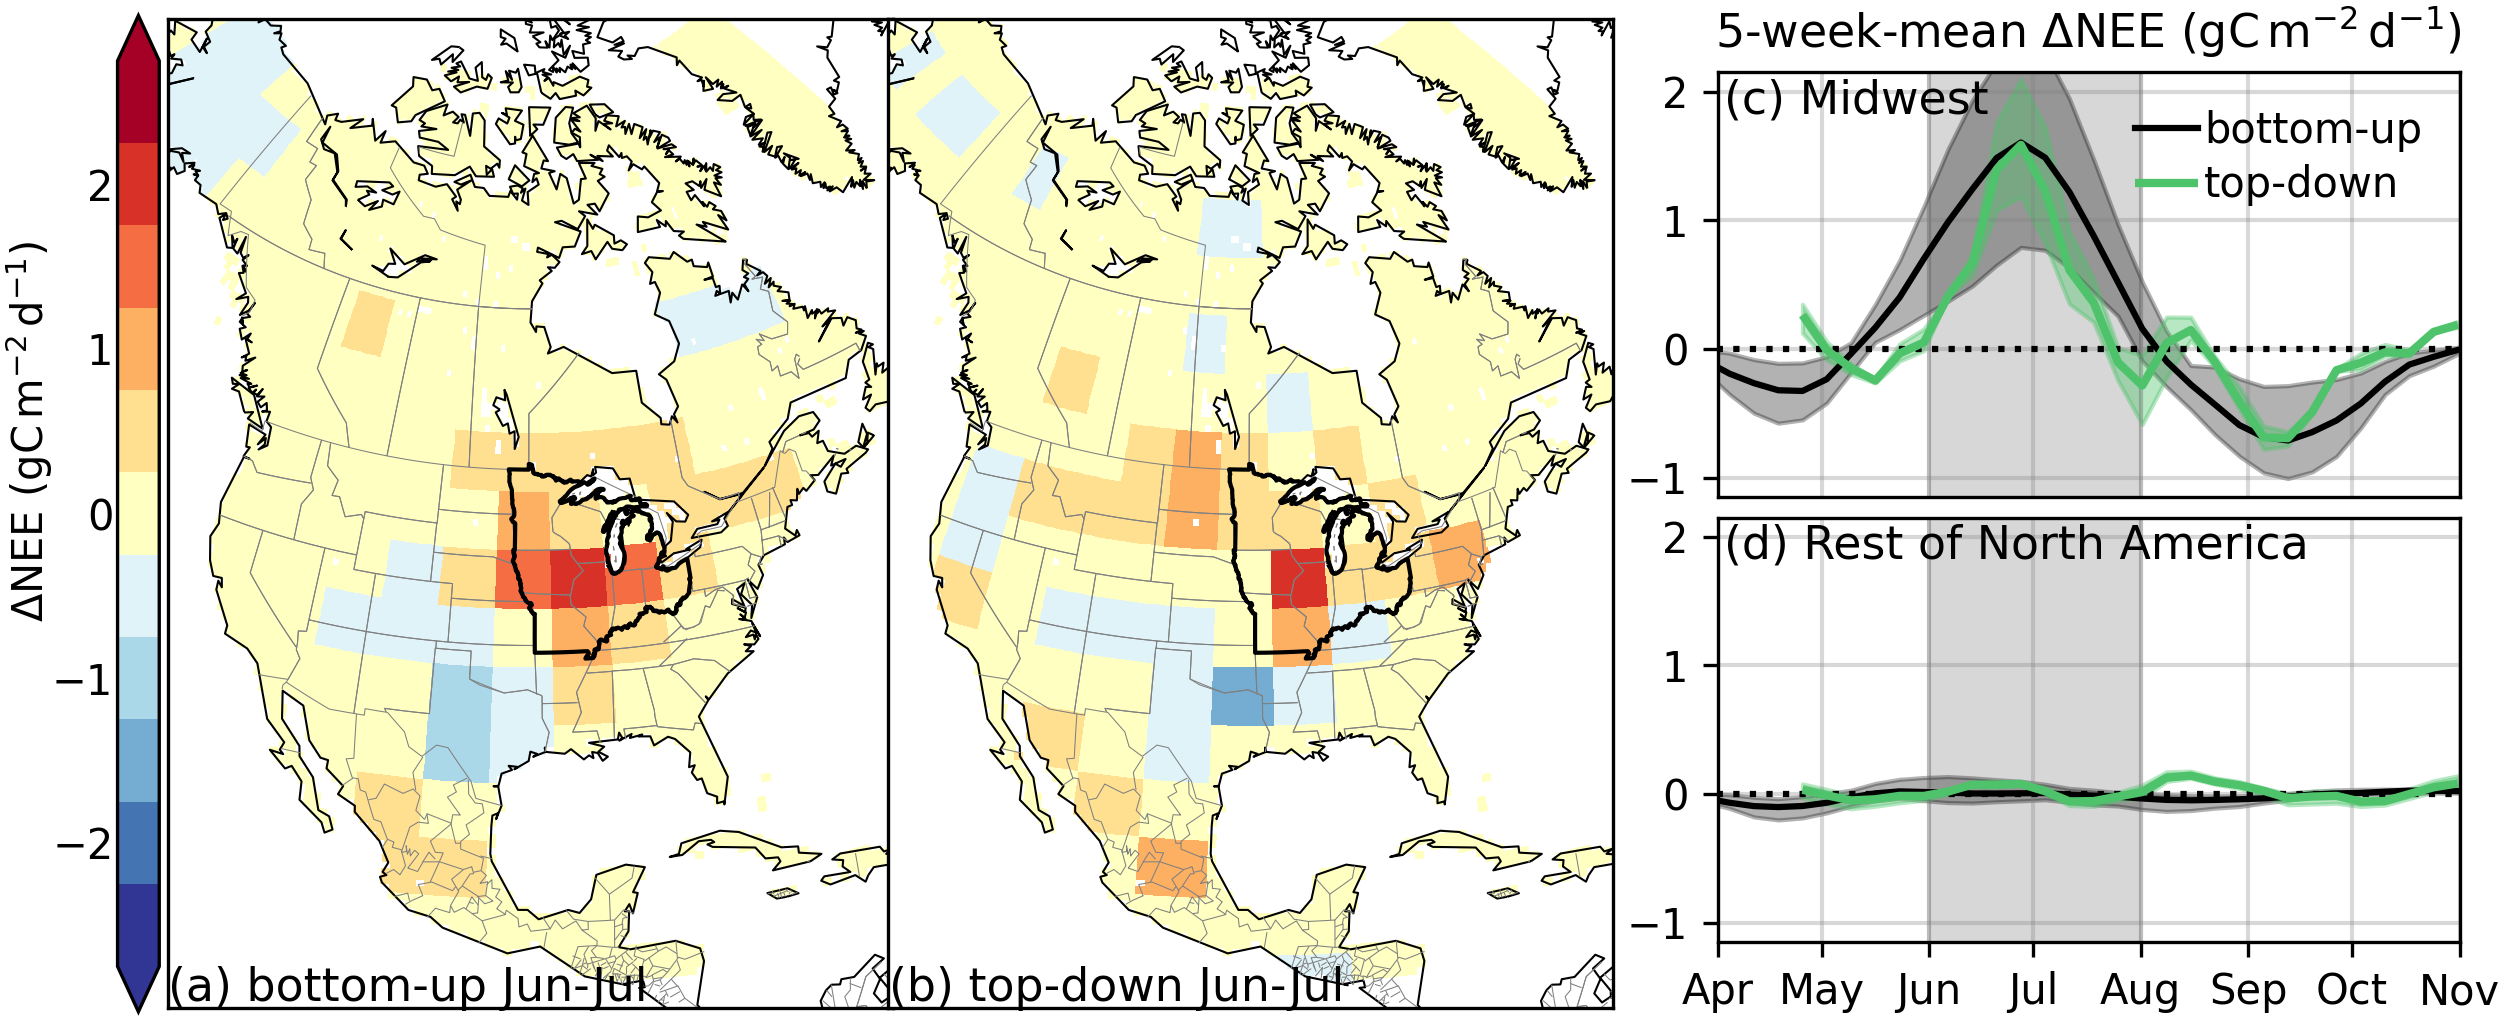 ΔNEE (gC m⁻² d⁻¹)
2
1
0
−1
−2
(a) bottom-up Jun-Jul
(b) top-down Jun-Jul
5-week-mean ΔNEE (gC m⁻² d⁻¹)
(c) Midwest
bottom-up
top-down
2
1
0
−1
(d) Rest of North America
2
1
0
−1
Apr May Jun Jul Aug Sep Oct Nov